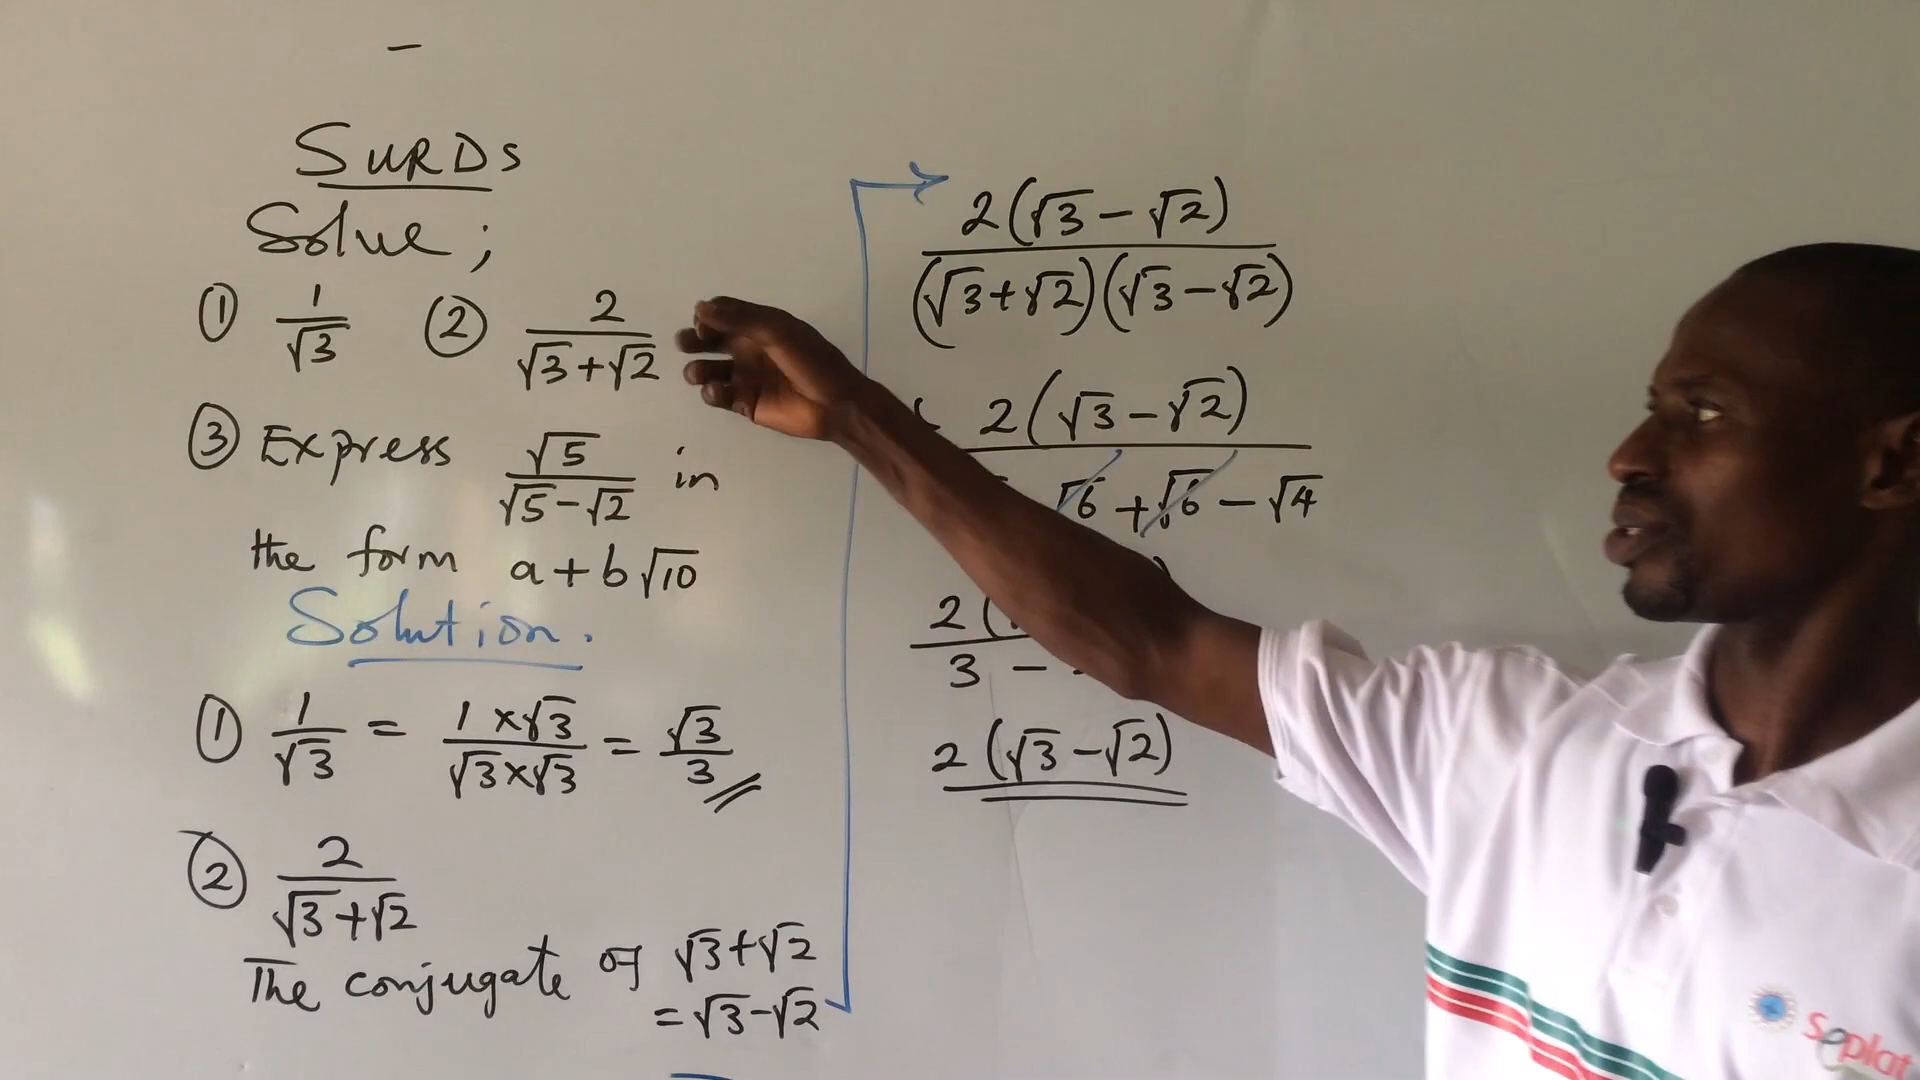 SURDS
Solve;
① 1/√3 ② 2/(√3+√2)
③ Express √5/(√5-√2) in
the form a+b√10
Solution.
① 1/√3 = (1×√3)/(√3×√3) = √3/3
② 2/(√3+√2)
The conjugate of √3+√2
=√3-√2
2(√3-√2)/((√3+√2)(√3-√2))
2(√3-√2)
√6+√6-√4
2(
3 -
2(√3-√2)
seplat